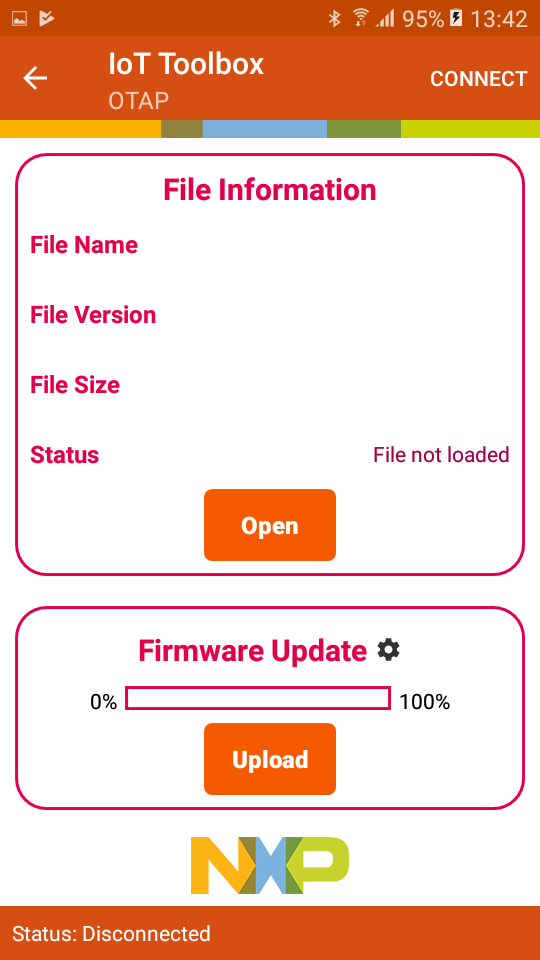 95% 13:42
IoT Toolbox
OTAP
CONNECT
File Information
File Name
File Version
File Size
Status File not loaded
Open
Firmware Update
0% 100%
Upload
NXP
Status: Disconnected